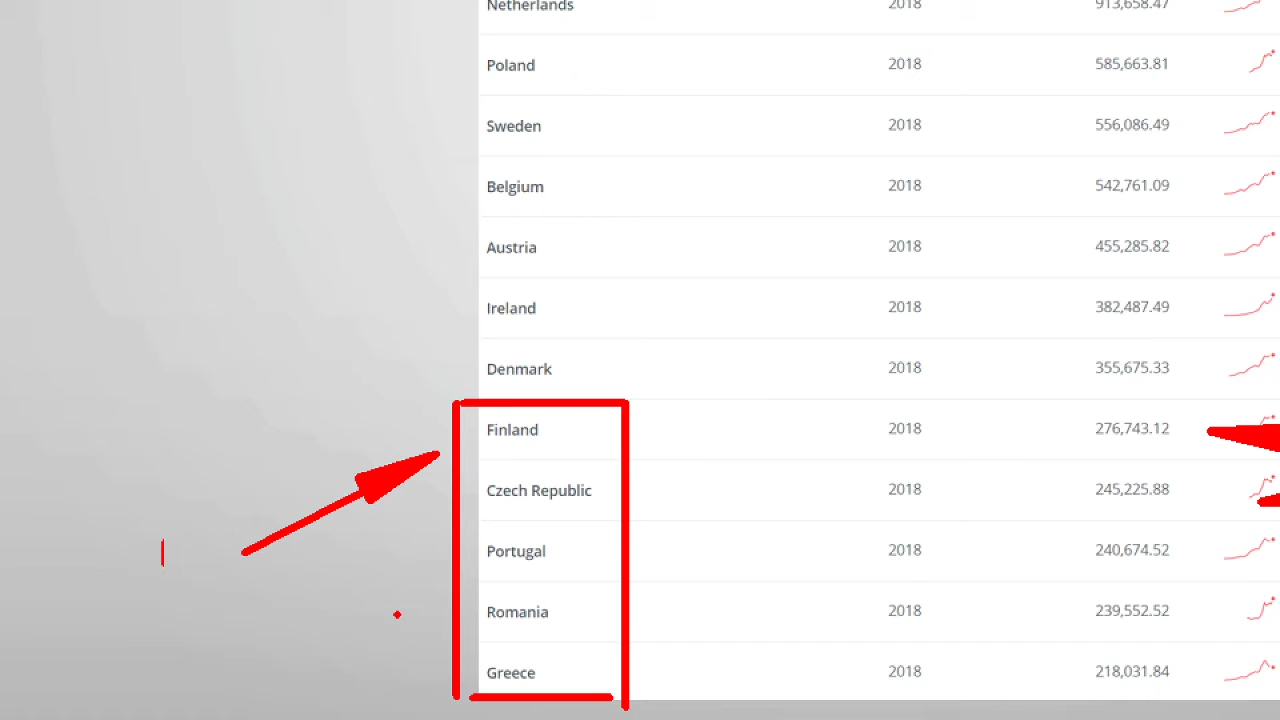 Netherlands 2018 913,658.47
Poland 2018 585,663.81
Sweden 2018 556,086.49
Belgium 2018 542,761.09
Austria 2018 455,285.82
Ireland 2018 382,487.49
Denmark 2018 355,675.33
Finland 2018 276,743.12
Czech Republic 2018 245,225.88
Portugal 2018 240,674.52
Romania 2018 239,552.52
Greece 2018 218,031.84